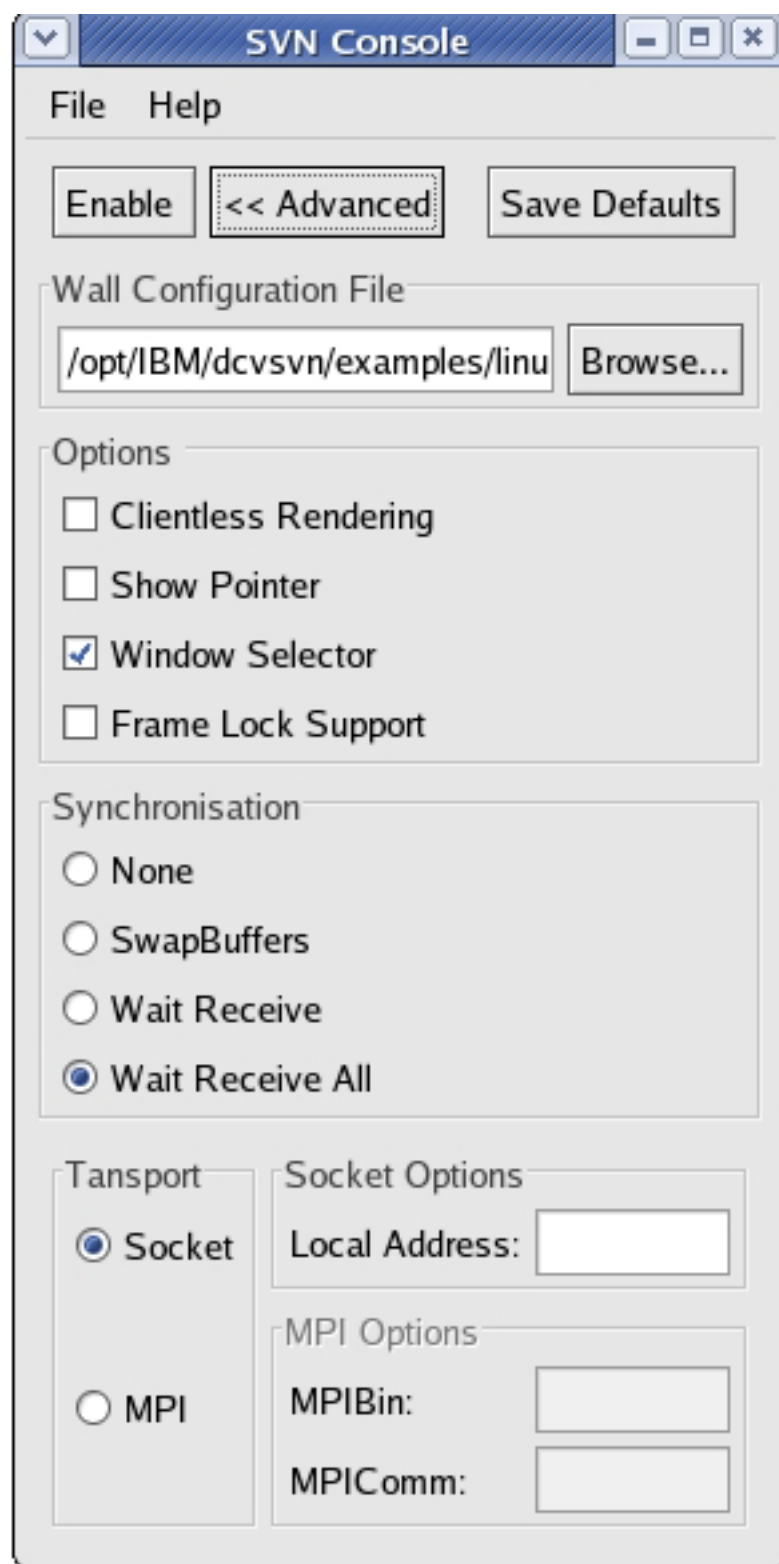 SVN Console
File Help
Enable << Advanced Save Defaults
Wall Configuration File
/opt/IBM/dcvsvn/examples/linu Browse...
Options
Clientless Rendering
Show Pointer
Window Selector
Frame Lock Support
Synchronisation
None
SwapBuffers
Wait Receive
Wait Receive All
Tansport Socket Options
Socket Local Address:
MPI Options
MPI MPIBin:
MPIComm: